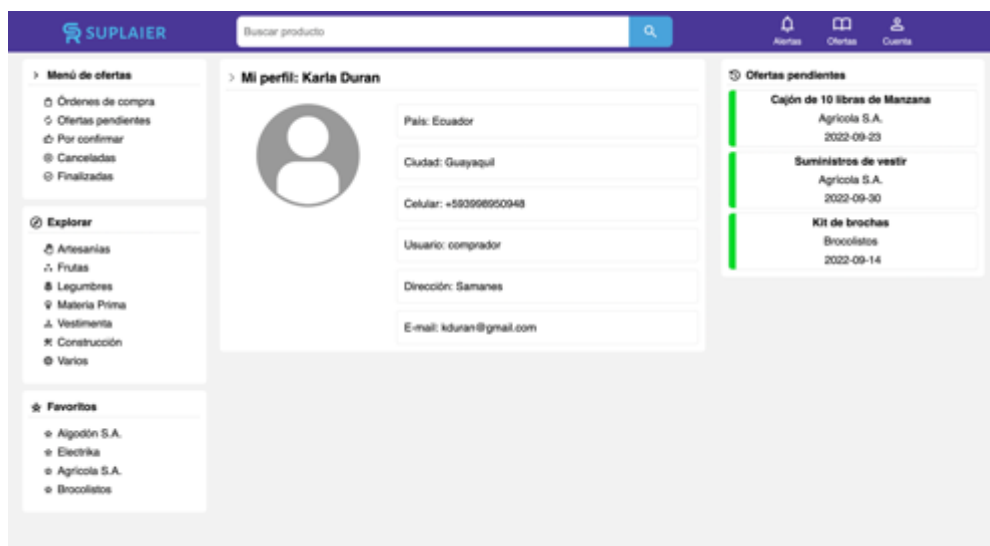 SUPLAIER
Buscar producto
Alertas
Ofertas
Cuenta
Menú de ofertas
Órdenes de compra
Ofertas pendientes
Por confirmar
Canceladas
Finalizadas
Explorar
Artesanías
Frutas
Legumbres
Materia Prima
Vestimenta
Construcción
Varios
Favoritos
Algodón S.A.
Electrika
Agricola S.A.
Brocolistos
Mi perfil: Karla Duran
País: Ecuador
Ciudad: Guayaquil
Celular: +593998950948
Usuario: comprador
Dirección: Samanes
E-mail: kduran@gmail.com
Ofertas pendientes
Cajón de 10 libras de Manzana
Agricola S.A.
2022-09-23
Suministros de vestir
Agricola S.A.
2022-09-30
Kit de brochas
Brocolistos
2022-09-14